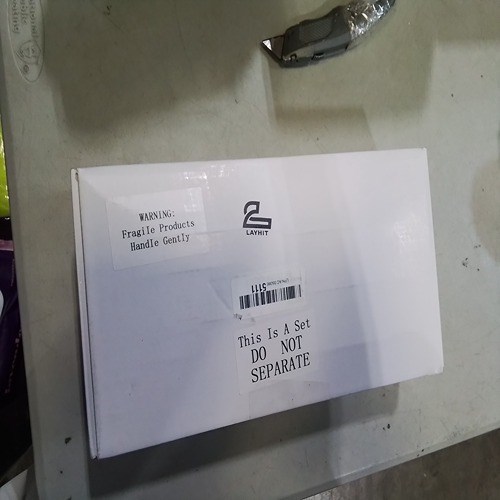 WARNING:
Fragile Products
Handle Gently
LAYHIT
5111
This Is A Set
DO NOT
SEPARATE